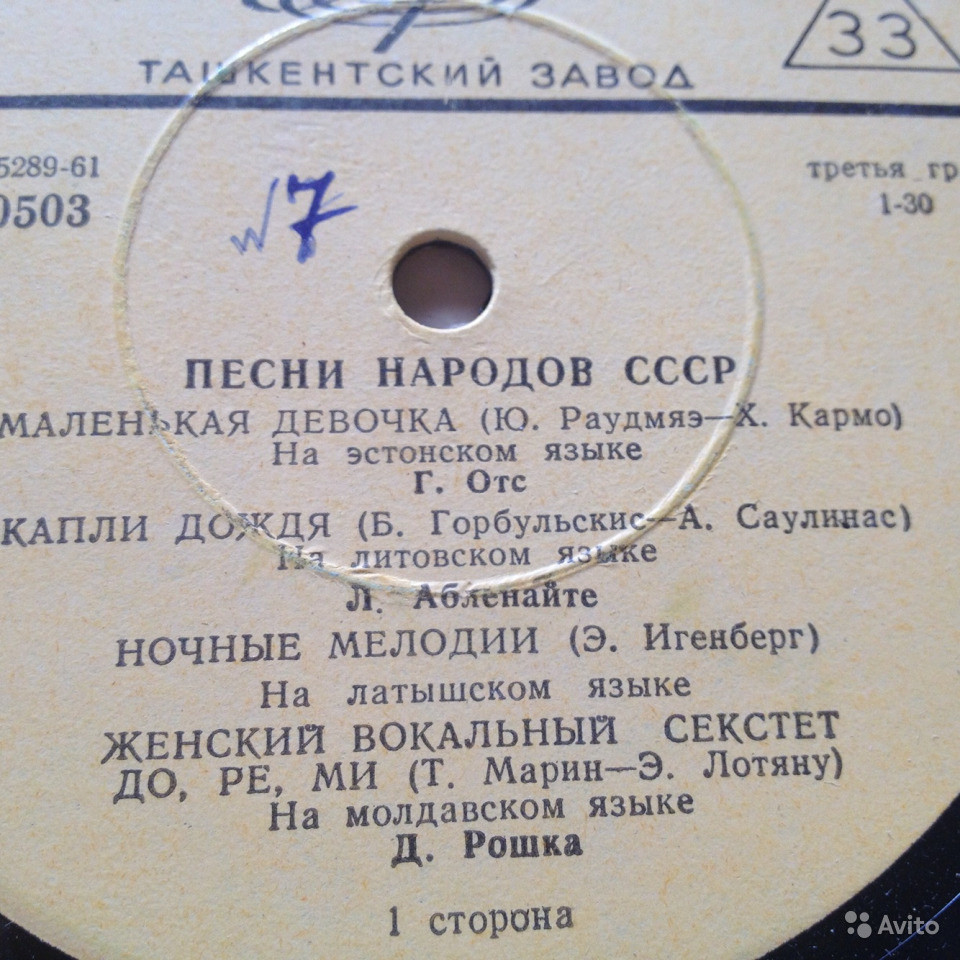 ТАШКЕНТСКИЙ ЗАВОД
33
5289-61
третья гр
0503
1-30
№7
ПЕСНИ НАРОДОВ СССР
МАЛЕНЬКАЯ ДЕВОЧКА (Ю. Раудмяэ—Х. Кармо)
На эстонском языке
Г. Отс
КАПЛИ ДОЖДЯ (Б. Горбульскис—А. Саулинас)
На литовском языке
Л. Абленайте
НОЧНЫЕ МЕЛОДИИ (Э. Игенберг)
На латышском языке
ЖЕНСКИЙ ВОКАЛЬНЫЙ СЕКСТЕТ
ДО, РЕ, МИ (Т. Марин—Э. Лотяну)
На молдавском языке
Д. Рошка
1 сторона
Avito